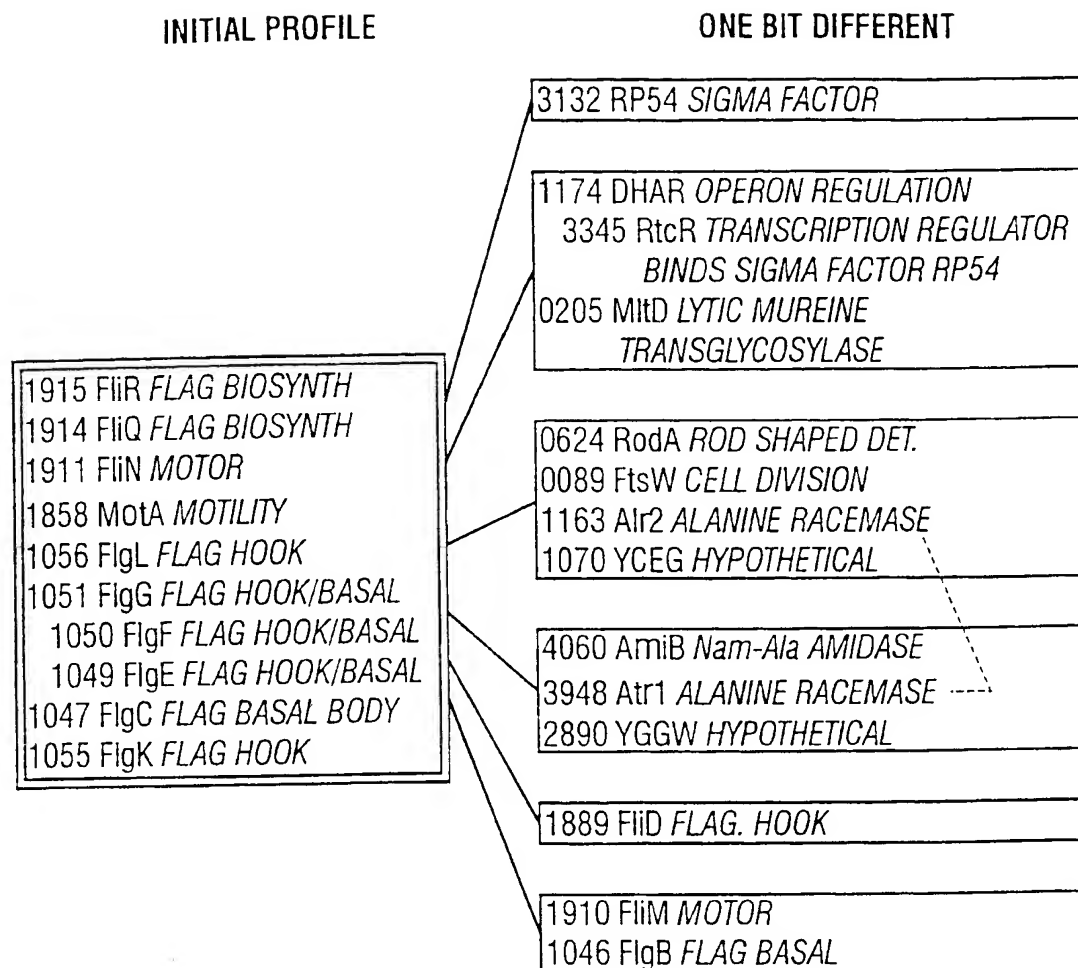 INITIAL PROFILE
ONE BIT DIFFERENT
1915 FliR FLAG BIOSYNTH
1914 FliQ FLAG BIOSYNTH
1911 FliN MOTOR
1858 MotA MOTILITY
1056 FlgL FLAG HOOK
1051 FlgG FLAG HOOK/BASAL
1050 FlgF FLAG HOOK/BASAL
1049 FlgE FLAG HOOK/BASAL
1047 FlgC FLAG BASAL BODY
1055 FlgK FLAG HOOK
3132 RP54 SIGMA FACTOR
1174 DHAR OPERON REGULATION
3345 RtcR TRANSCRIPTION REGULATOR
BINDS SIGMA FACTOR RP54
0205 MltD LYTIC MUREINE
TRANSGLYCOSYLASE
0624 RodA ROD SHAPED DET.
0089 FtsW CELL DIVISION
1163 Alr2 ALANINE RACEMASE
1070 YCEG HYPOTHETICAL
4060 AmiB Nam-Ala AMIDASE
3948 Atr1 ALANINE RACEMASE
2890 YGGW HYPOTHETICAL
1889 FliD FLAG. HOOK
1910 FliM MOTOR
1046 FlgB FLAG BASAL